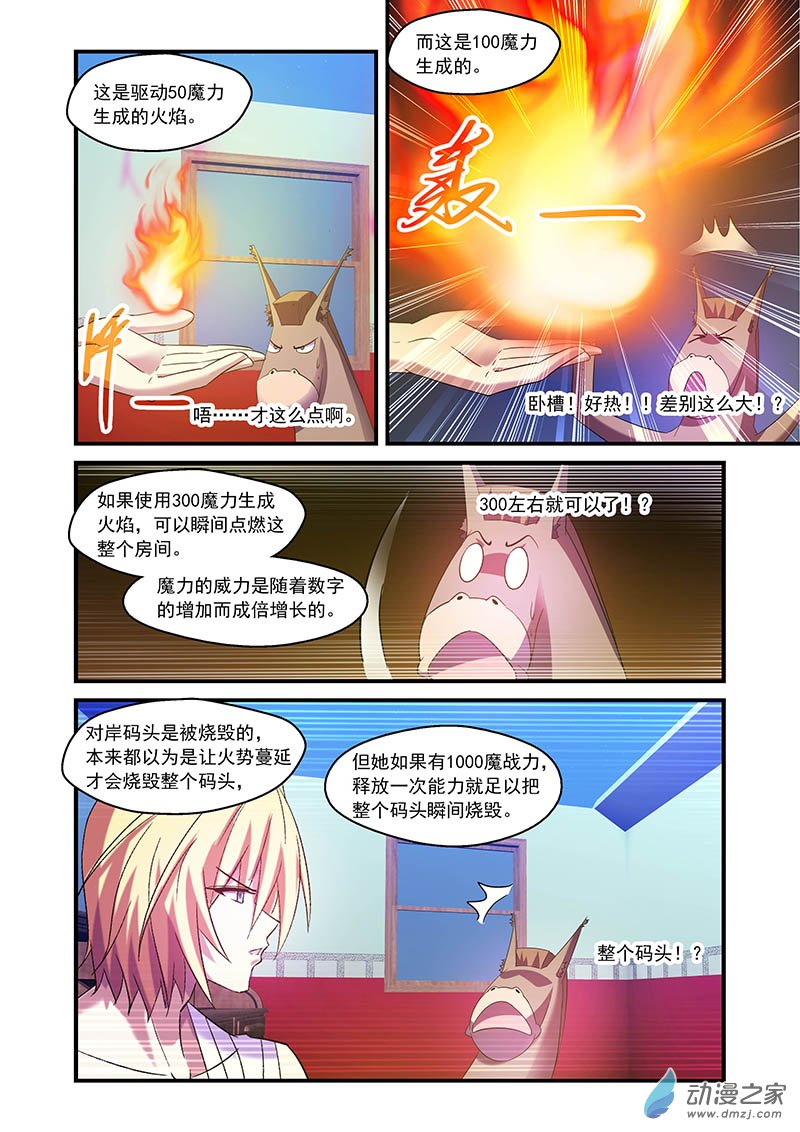 这是驱动50魔力
生成的火焰。
呼一
唔……才这么点啊。
而这是100魔力
生成的。
轰一
卧槽！好热！！差别这么大！？
如果使用300魔力生成
火焰，可以瞬间点燃这
整个房间。
魔力的威力是随着数字
的增加而成倍增长的。
300左右就可以了！？
对岸码头是被烧毁的，
本来都以为是让火势蔓延
才会烧毁整个码头，
但她如果有1000魔战力，
释放一次能力就足以把
整个码头瞬间烧毁。
整个码头！？
动漫之家
www.dmzj.com